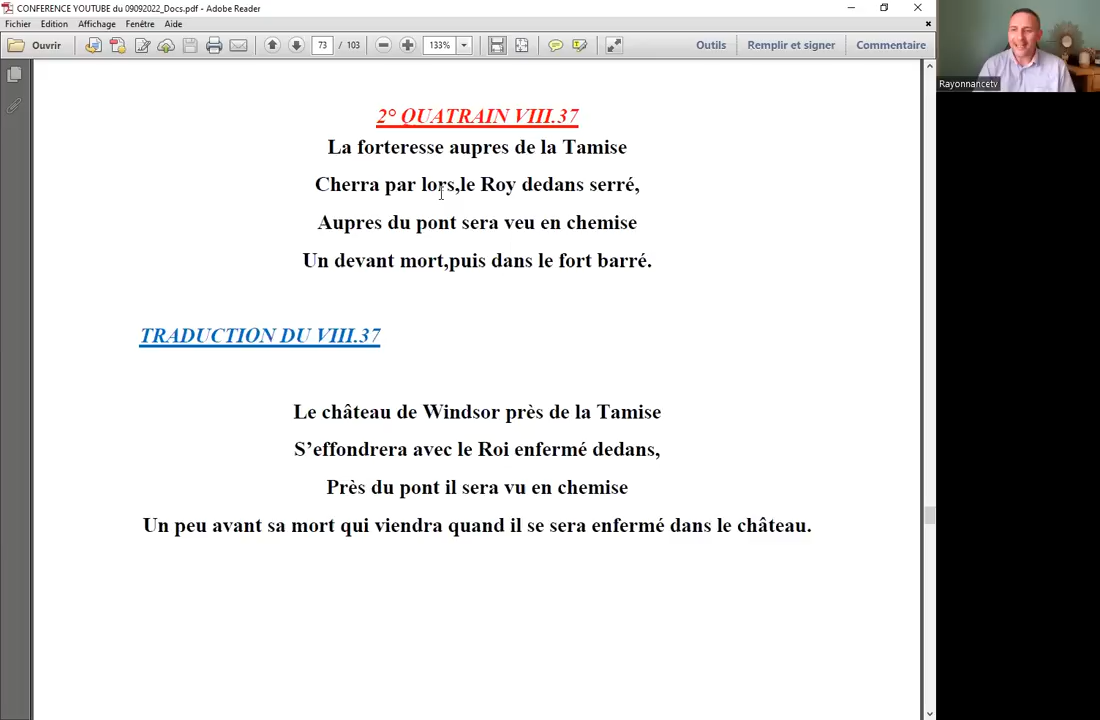 CONFERENCE YOUTUBE du 09092022_Docs.pdf - Adobe Reader
Fichier Edition Affichage Fenêtre Aide
Ouvrir 73 / 103 133% Outils Remplir et signer Commentaire
Rayonnancetv
2° QUATRAIN VIII.37
La forteresse aupres de la Tamise
Cherra par lors,le Roy dedans serré,
Aupres du pont sera veu en chemise
Un devant mort,puis dans le fort barré.
TRADUCTION DU VIII.37
Le château de Windsor près de la Tamise
S'effondrera avec le Roi enfermé dedans,
Près du pont il sera vu en chemise
Un peu avant sa mort qui viendra quand il se sera enfermé dans le château.